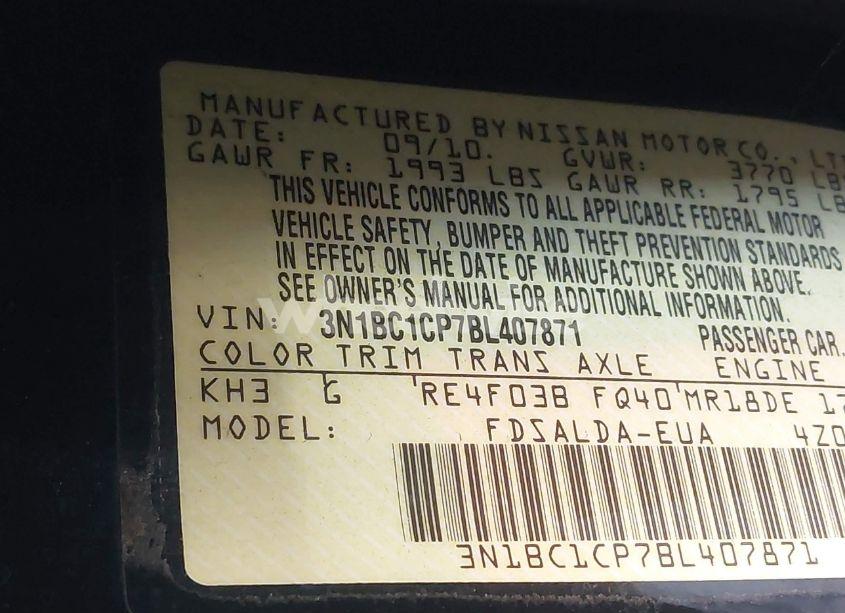 MANUFACTURED BY NISSAN MOTOR CO., LT
DATE: 09/10. GVWR: 3770 LB
GAWR FR: 1993 LBS GAWR RR: 1795 LB
THIS VEHICLE CONFORMS TO ALL APPLICABLE FEDERAL MOTOR
VEHICLE SAFETY, BUMPER AND THEFT PREVENTION STANDARDS
IN EFFECT ON THE DATE OF MANUFACTURE SHOWN ABOVE.
SEE OWNER'S MANUAL FOR ADDITIONAL INFORMATION.
VIN: 3N1BC1CP7BL407871 PASSENGER CAR.
COLOR TRIM TRANS AXLE ENGINE
KH3 G RE4F03B FQ40 MR18DE 17
MODEL: FDSALDA-EUA 4Z0
3N1BC1CP7BL407871